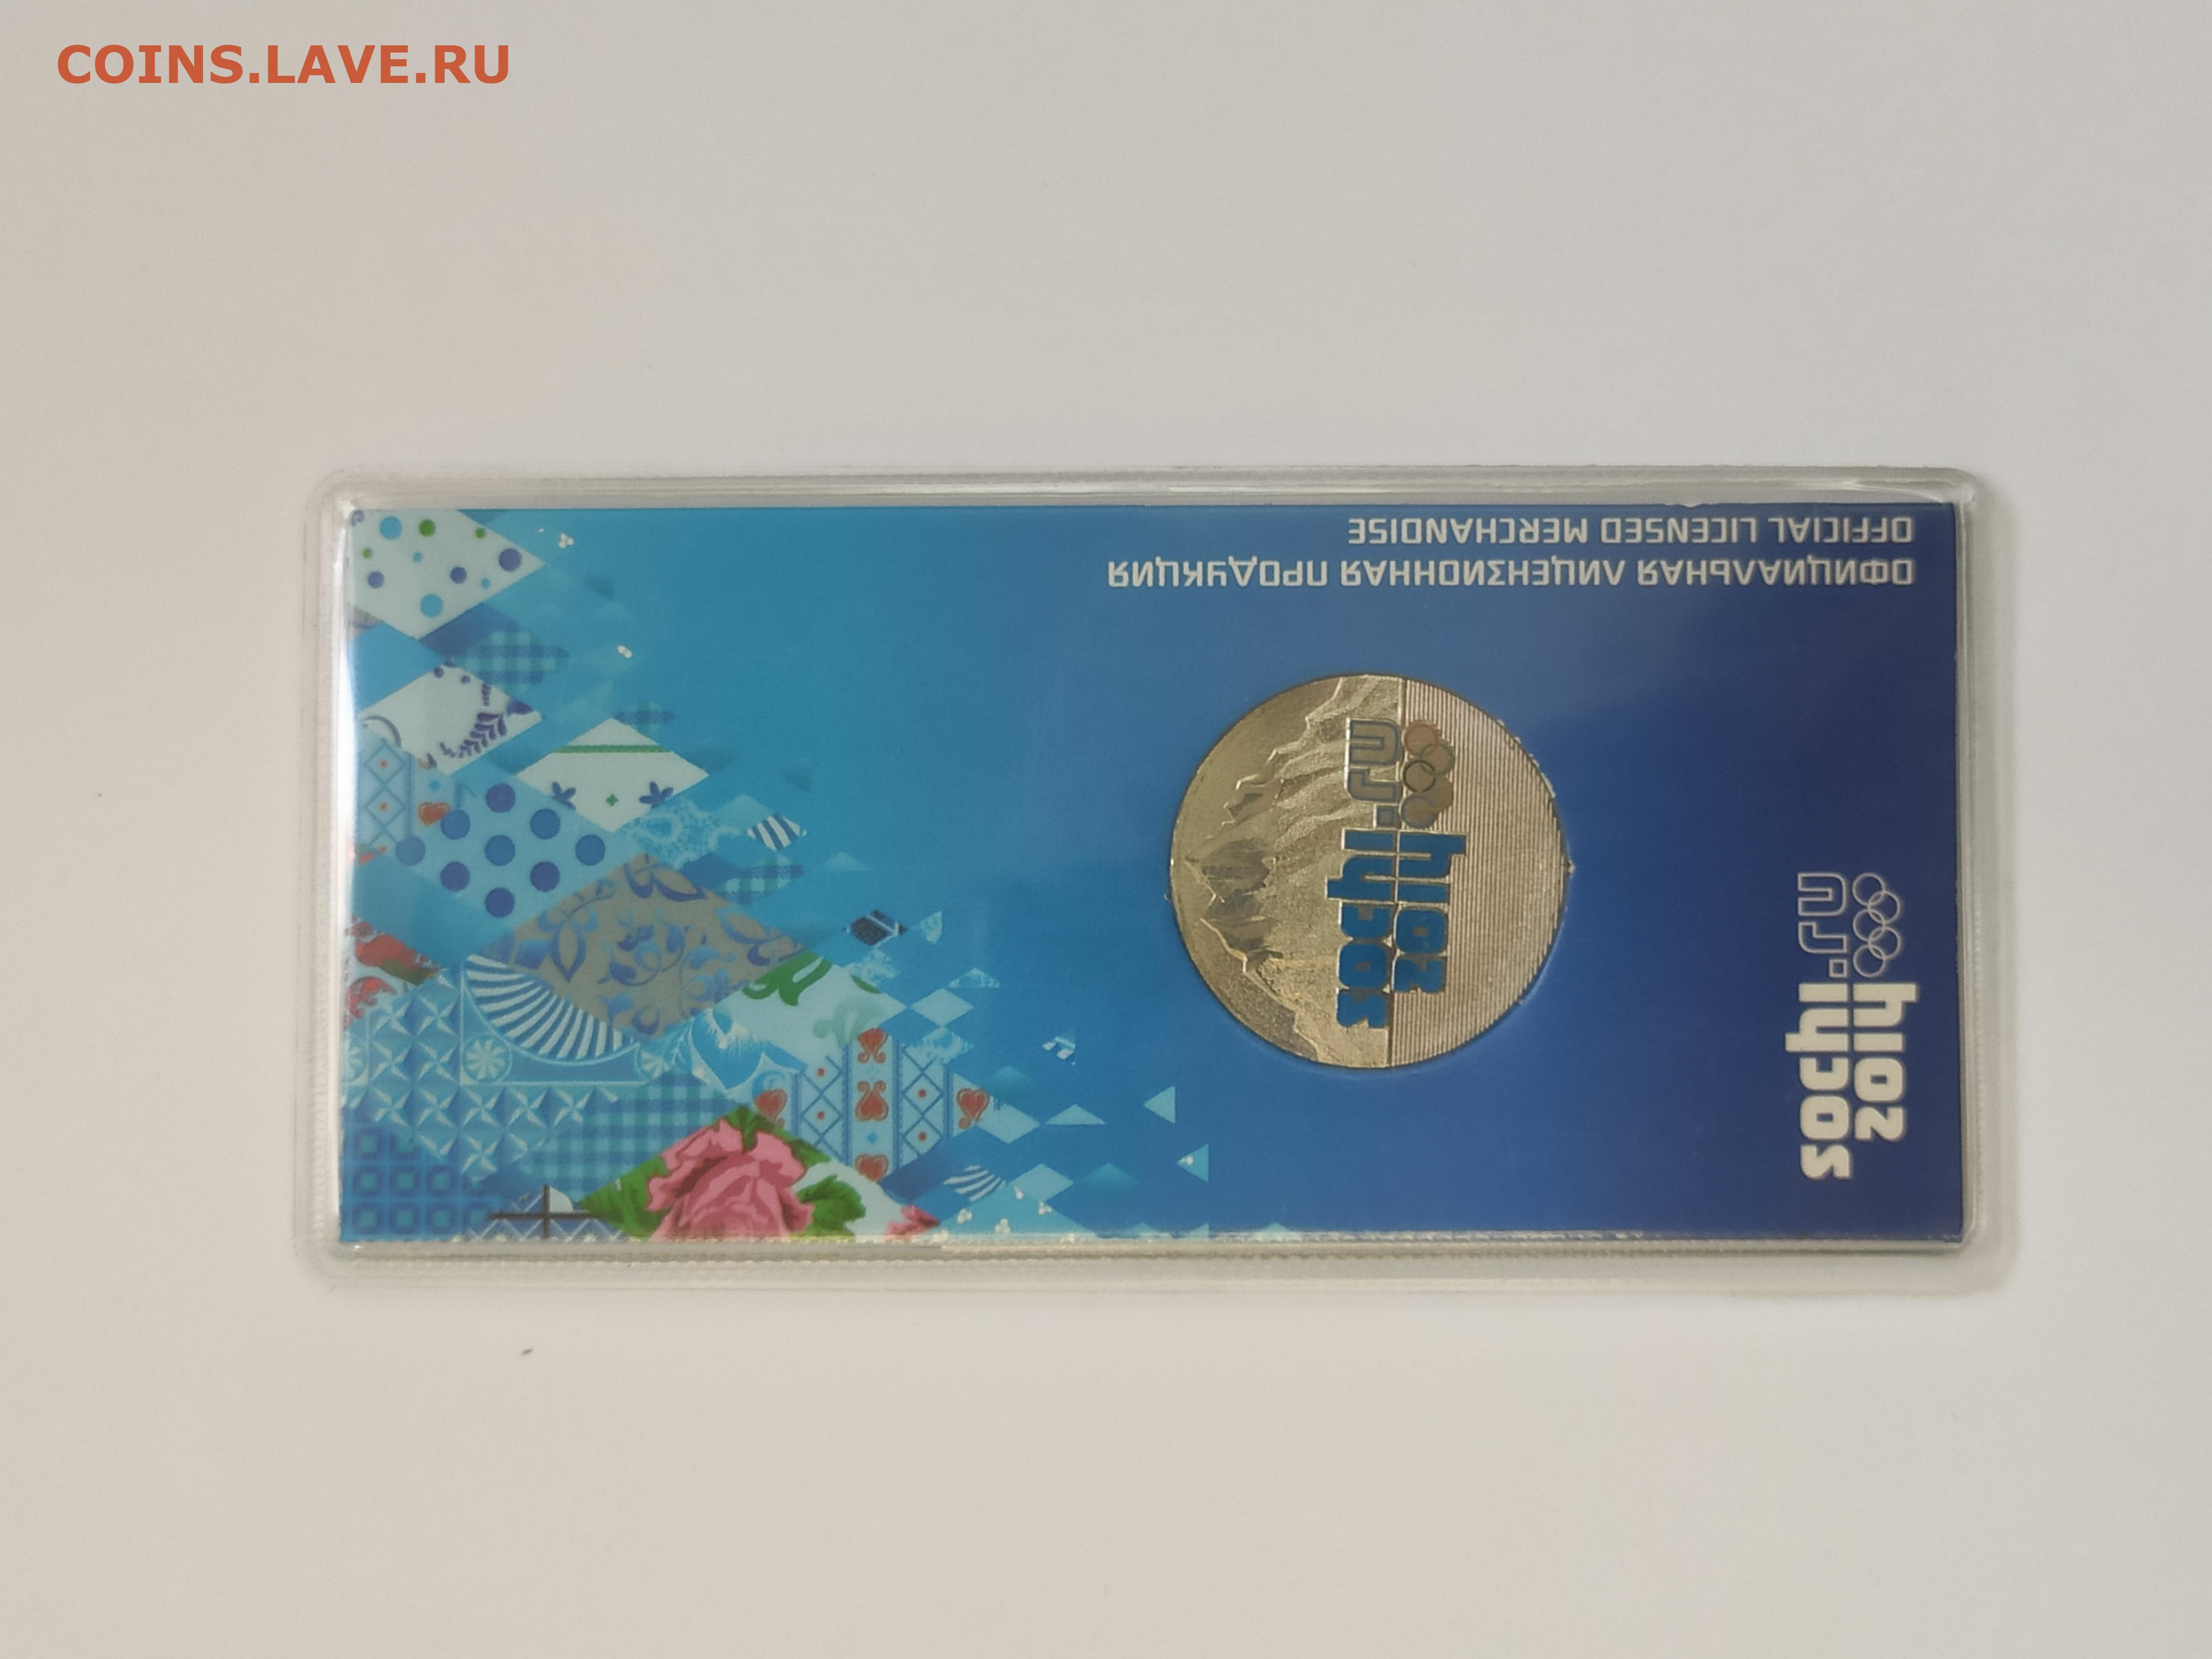 COINS.LAVE.RU
ОФИЦИАЛЬНАЯ ЛИЦЕНЗИОННАЯ ПРОДУКЦИЯ
OFFICIAL LICENSED MERCHANDISE
sochi.ru
2014
sochi.ru
2014